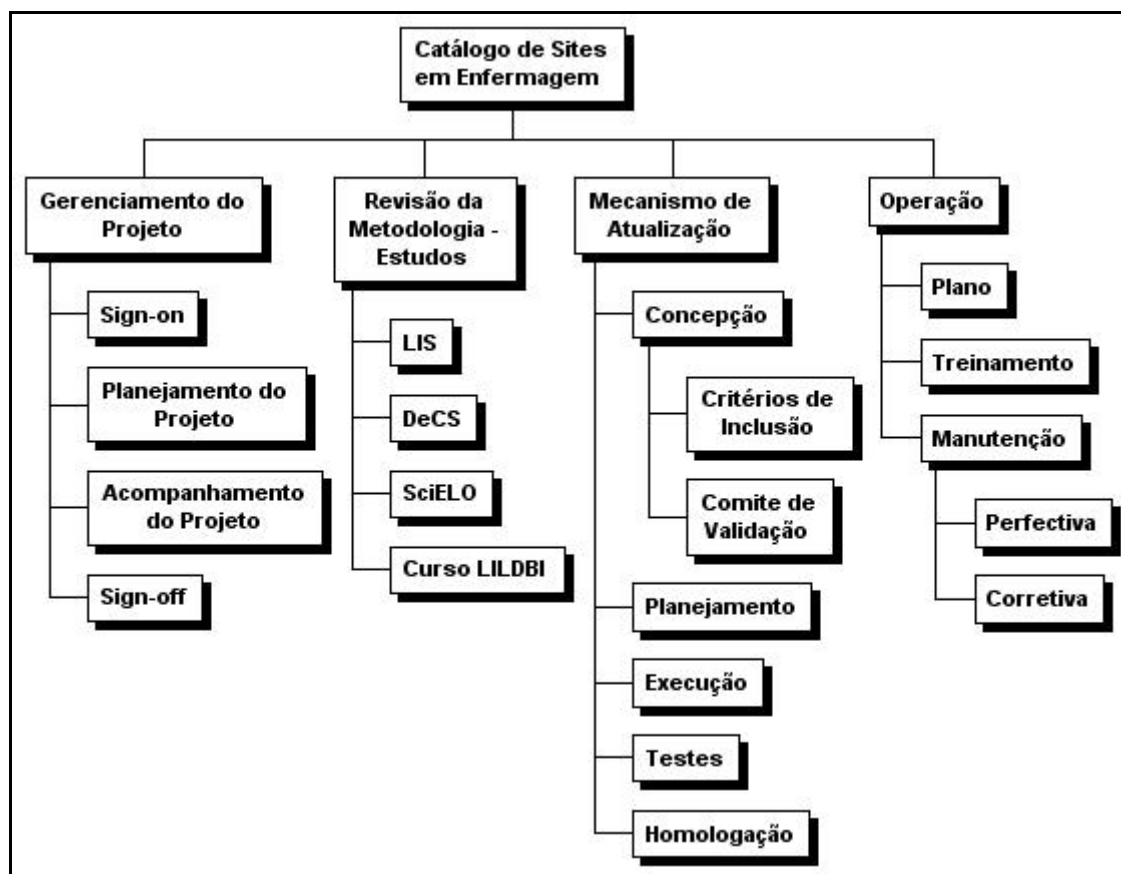 Catálogo de Sites
em Enfermagem
Gerenciamento do
Projeto
Sign-on
Planejamento do
Projeto
Acompanhamento
do Projeto
Sign-off
Revisão da
Metodologia -
Estudos
LIS
DeCS
SciELO
Curso LILDBI
Mecanismo de
Atualização
Concepção
Critérios de
Inclusão
Comite de
Validação
Planejamento
Execução
Testes
Homologação
Operação
Plano
Treinamento
Manutenção
Perfectiva
Corretiva